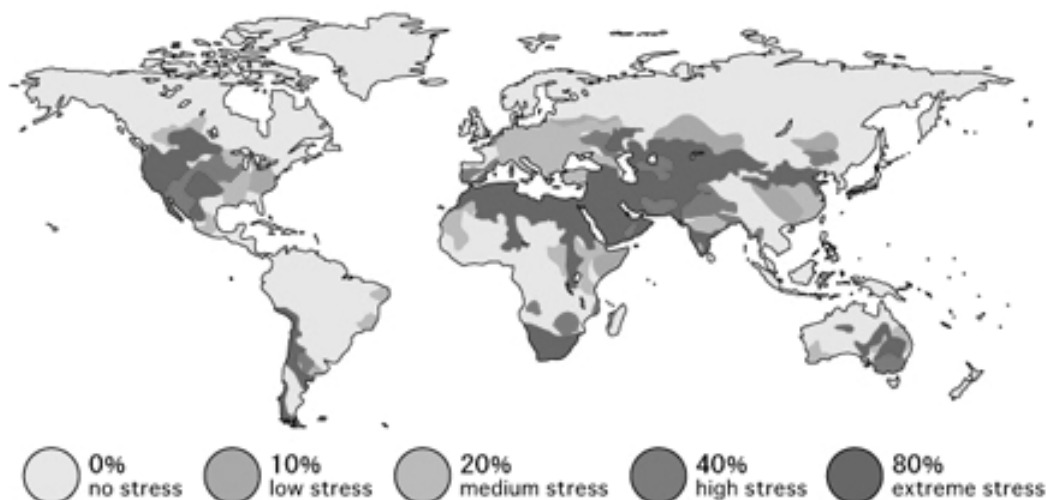 0%
no stress
10%
low stress
20%
medium stress
40%
high stress
80%
extreme stress